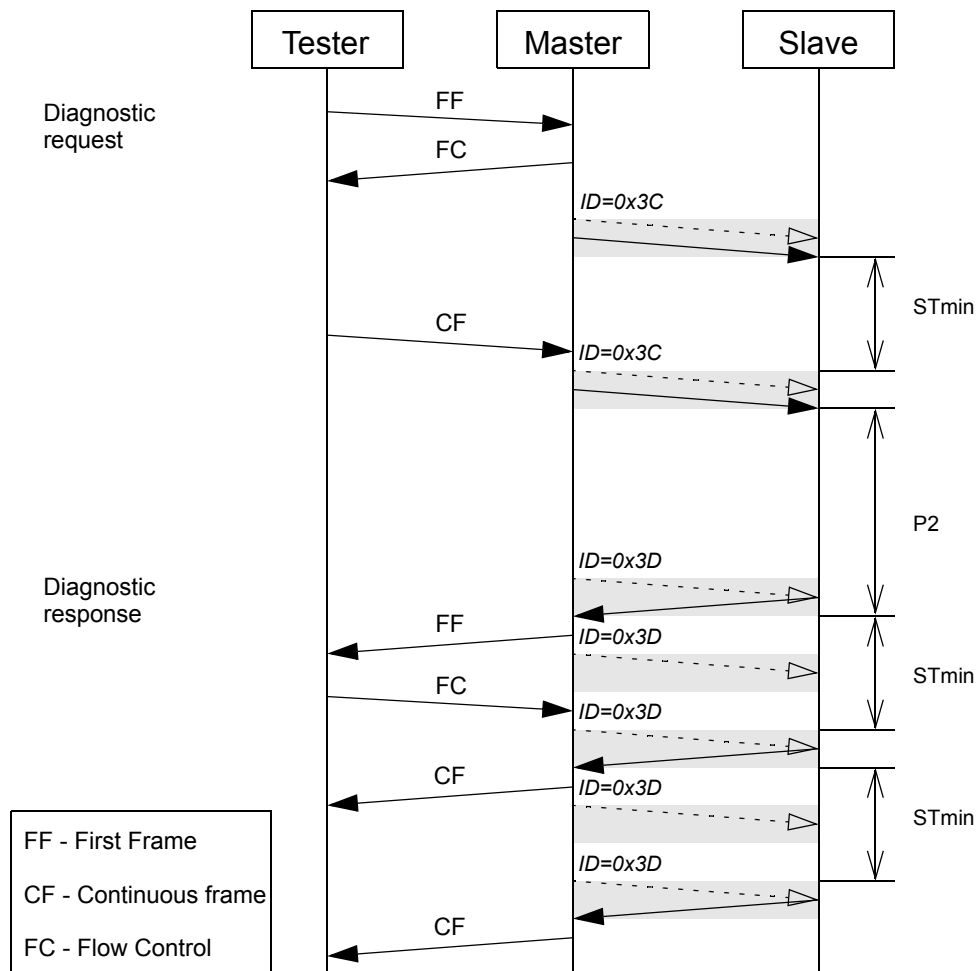 Tester
Master
Slave
Diagnostic
request
FF
FC
ID=0x3C
STmin
CF
ID=0x3C
P2
ID=0x3D
Diagnostic
response
FF
ID=0x3D
STmin
FC
ID=0x3D
CF
ID=0x3D
STmin
FF - First Frame
ID=0x3D
CF - Continuous frame
CF
FC - Flow Control